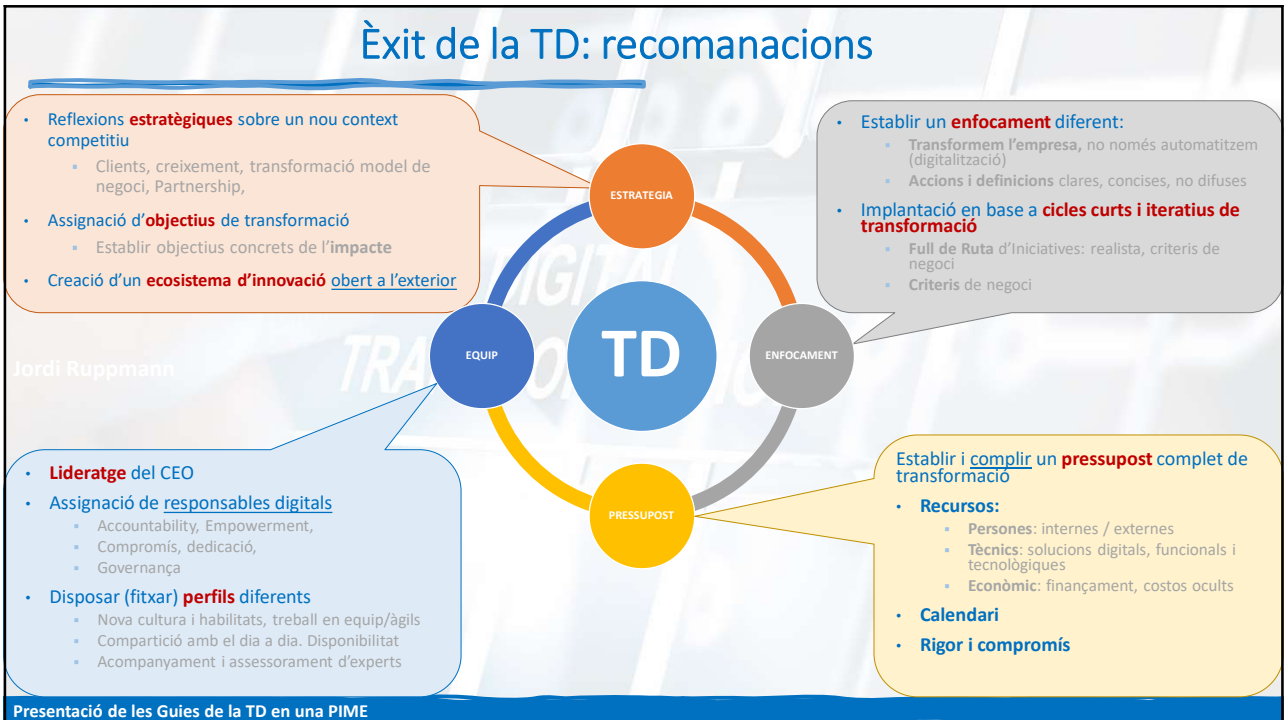 Èxit de la TD: recomanacions
• Reflexions estratègiques sobre un nou context
competitiu
▪ Clients, creixement, transformació model de
negoci, Partnership,
• Assignació d'objectius de transformació
▪ Establir objectius concrets de l'impacte
• Creació d'un ecosistema d'innovació obert a l'exterior
• Establir un enfocament diferent:
▪ Transformem l'empresa, no només automatitzem
(digitalització)
▪ Accions i definicions clares, concises, no difuses
• Implantació en base a cicles curts i iteratius de
transformació
▪ Full de Ruta d'Iniciatives: realista, criteris de
negoci
▪ Criteris de negoci
ESTRATEGIA
EQUIP
TD
ENFOCAMENT
PRESSUPOST
Jordi Ruppmann
• Lideratge del CEO
• Assignació de responsables digitals
▪ Accountability, Empowerment,
▪ Compromís, dedicació,
▪ Governança
• Disposar (fitxar) perfils diferents
▪ Nova cultura i habilitats, treball en equip/àgils
▪ Compartició amb el dia a dia. Disponibilitat
▪ Acompanyament i assessorament d'experts
Establir i complir un pressupost complet de
transformació
• Recursos:
▪ Persones: internes / externes
▪ Tècnics: solucions digitals, funcionals i
tecnològiques
▪ Econòmic: finançament, costos ocults
• Calendari
• Rigor i compromís
Presentació de les Guies de la TD en una PIME